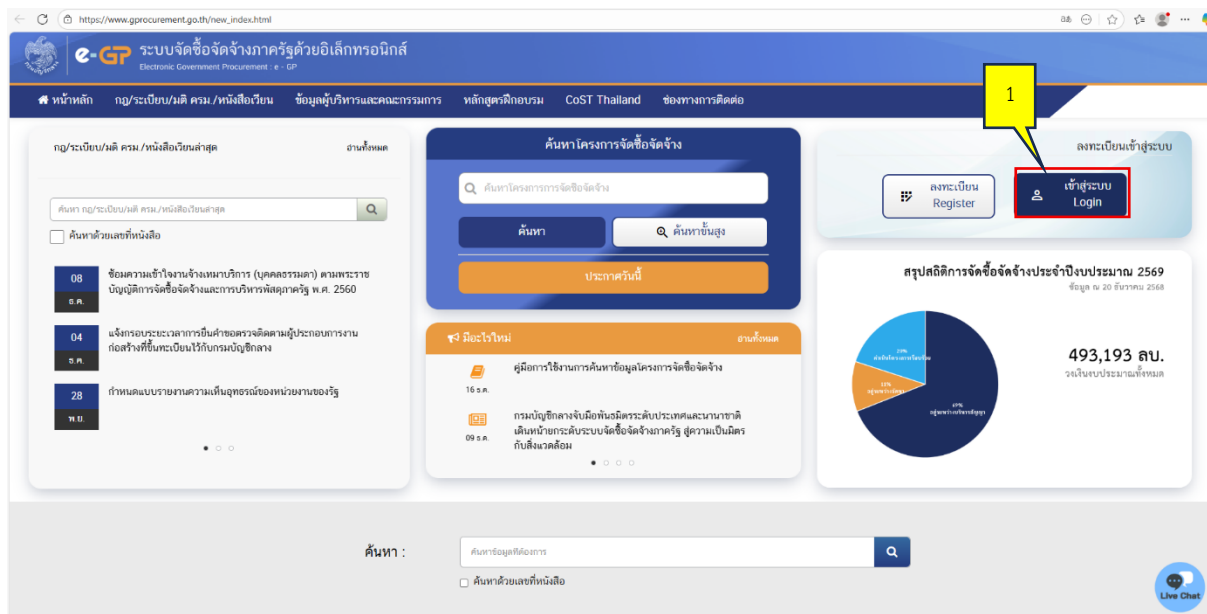 https://www.gprocurement.go.th/new_index.html
e-GP ระบบจัดซื้อจัดจ้างภาครัฐด้วยอิเล็กทรอนิกส์
Electronic Government Procurement : e - GP
หน้าหลัก กฎ/ระเบียบ/มติ ครม./หนังสือเวียน ข้อมูลผู้บริหารและคณะกรรมการ หลักสูตรฝึกอบรม CoST Thailand ช่องทางการติดต่อ
1
กฎ/ระเบียบ/มติ ครม./หนังสือเวียนล่าสุด อ่านทั้งหมด
ค้นหา กฎ/ระเบียบ/มติ ครม./หนังสือเวียนล่าสุด
ค้นหาด้วยเลขที่หนังสือ
08 ธ.ค.
ซ้อมความเข้าใจงานจ้างเหมาบริการ (บุคคลธรรมดา) ตามพระราช
บัญญัติการจัดซื้อจัดจ้างและการบริหารพัสดุภาครัฐ พ.ศ. 2560
04 ธ.ค.
แจ้งกรอบระยะเวลาการยื่นคำขอตรวจติดตามผู้ประกอบการงาน
ก่อสร้างที่ขึ้นทะเบียนไว้กับกรมบัญชีกลาง
28 พ.ย.
กำหนดแบบรายงานความเห็นอุทธรณ์ของหน่วยงานของรัฐ
ค้นหาโครงการจัดซื้อจัดจ้าง
ค้นหาโครงการการจัดซื้อจัดจ้าง
ค้นหา ค้นหาขั้นสูง
ประกาศวันนี้
มีอะไรใหม่ อ่านทั้งหมด
คู่มือการใช้งานการค้นหาข้อมูลโครงการจัดซื้อจัดจ้าง
16 ธ.ค.
กรมบัญชีกลางจับมือพันธมิตรระดับประเทศและนานาชาติ
เดินหน้ายกระดับระบบจัดซื้อจัดจ้างภาครัฐ สู่ความเป็นมิตร
กับสิ่งแวดล้อม
09 ธ.ค.
ลงทะเบียนเข้าสู่ระบบ
ลงทะเบียน
Register
เข้าสู่ระบบ
Login
สรุปสถิติการจัดซื้อจัดจ้างประจำปีงบประมาณ 2569
ข้อมูล ณ 20 ธันวาคม 2568
493,193 ลบ.
วงเงินงบประมาณทั้งหมด
ค้นหา :
ค้นหาข้อมูลที่ต้องการ
ค้นหาด้วยเลขที่หนังสือ
Live Chat